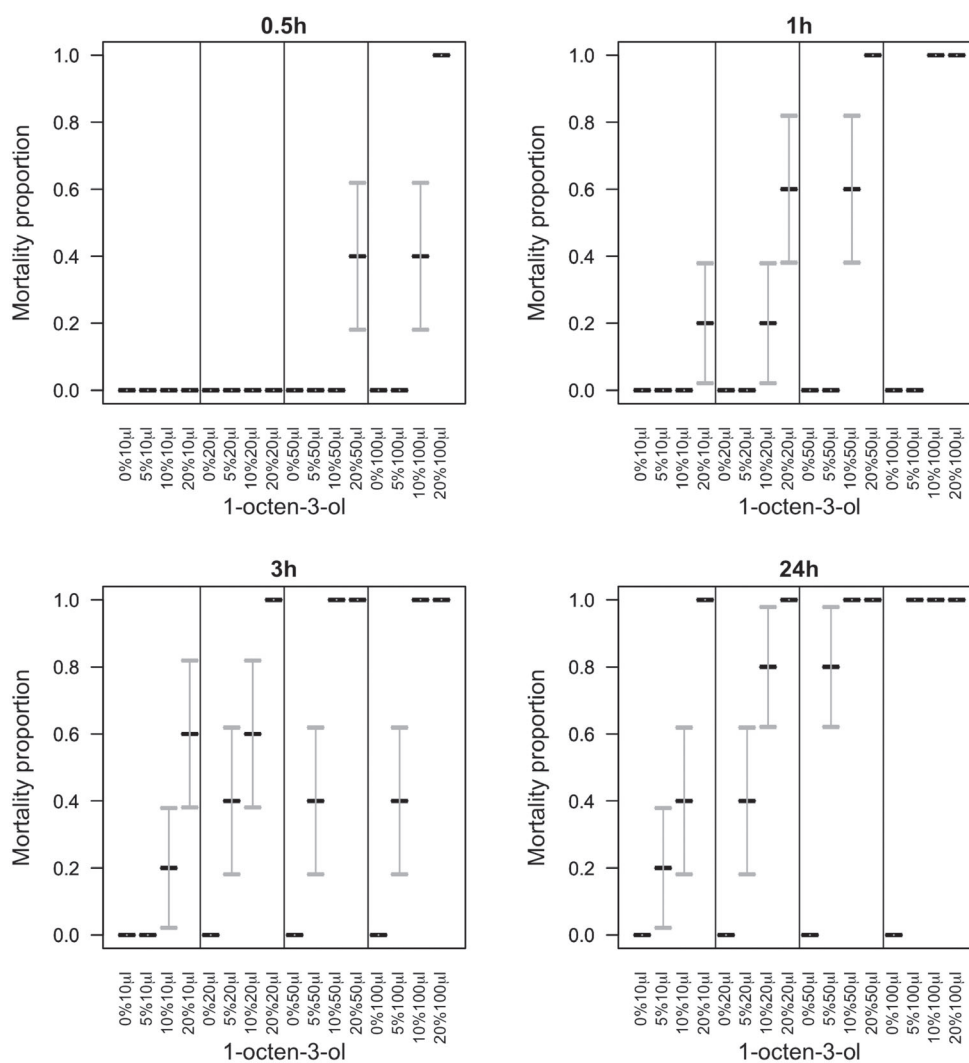 0.5h
Mortality proportion
1.0
0.8
0.6
0.4
0.2
0.0
0%10µl
5%10µl
10%10µl
20%10µl
0%20µl
5%20µl
10%20µl
20%20µl
0%50µl
5%50µl
10%50µl
20%50µl
0%100µl
5%100µl
10%100µl
20%100µl
1-octen-3-ol
1h
Mortality proportion
1.0
0.8
0.6
0.4
0.2
0.0
0%10µl
5%10µl
10%10µl
20%10µl
0%20µl
5%20µl
10%20µl
20%20µl
0%50µl
5%50µl
10%50µl
20%50µl
0%100µl
5%100µl
10%100µl
20%100µl
1-octen-3-ol
3h
Mortality proportion
1.0
0.8
0.6
0.4
0.2
0.0
0%10µl
5%10µl
10%10µl
20%10µl
0%20µl
5%20µl
10%20µl
20%20µl
0%50µl
5%50µl
10%50µl
20%50µl
0%100µl
5%100µl
10%100µl
20%100µl
1-octen-3-ol
24h
Mortality proportion
1.0
0.8
0.6
0.4
0.2
0.0
0%10µl
5%10µl
10%10µl
20%10µl
0%20µl
5%20µl
10%20µl
20%20µl
0%50µl
5%50µl
10%50µl
20%50µl
0%100µl
5%100µl
10%100µl
20%100µl
1-octen-3-ol